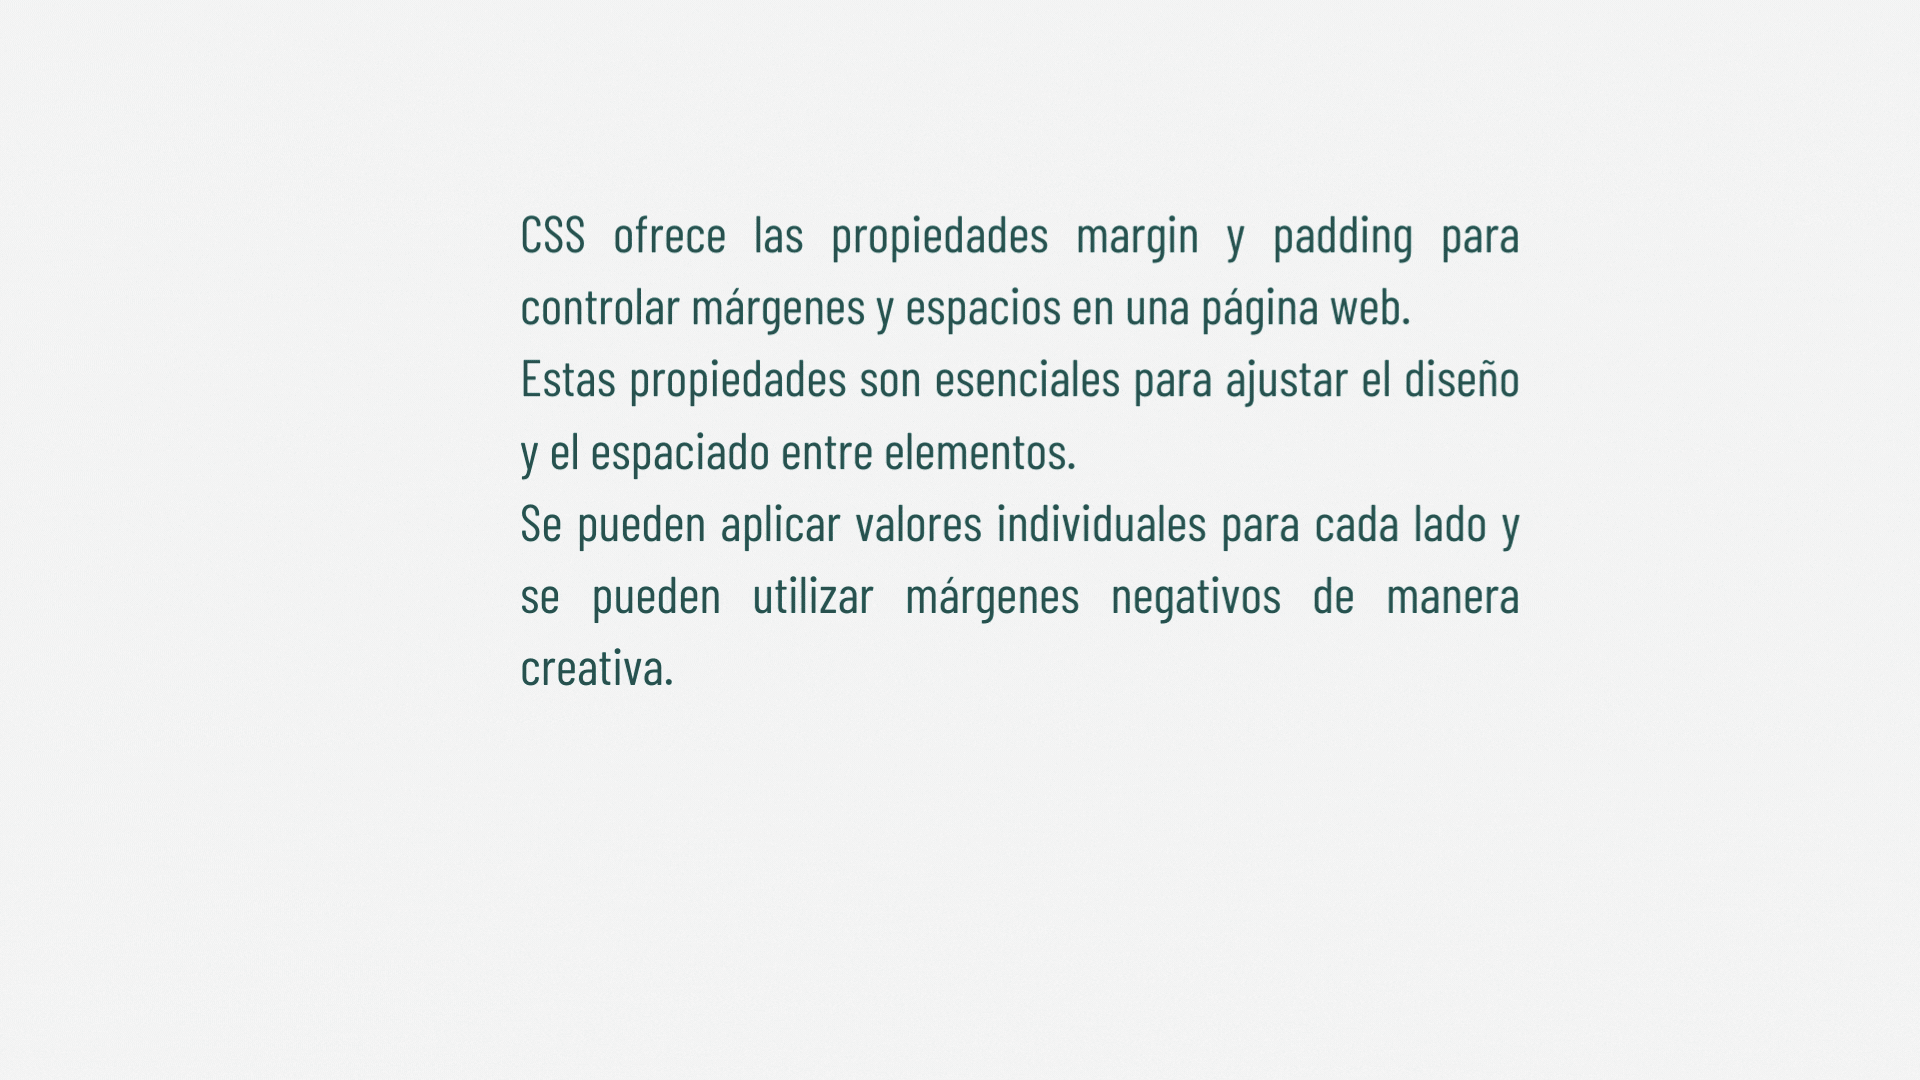 CSS ofrece las propiedades margin y padding para
controlar márgenes y espacios en una página web.
Estas propiedades son esenciales para ajustar el diseño
y el espaciado entre elementos.
Se pueden aplicar valores individuales para cada lado y
se pueden utilizar márgenes negativos de manera
creativa.